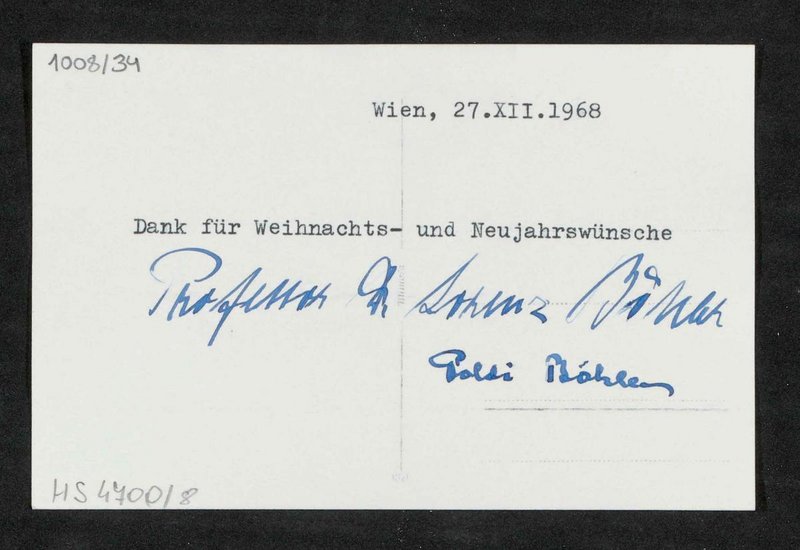 1008/34
Wien, 27.XII.1968
Dank für Weihnachts- und Neujahrswünsche
Professor Dr Lorenz Böhler
Poldi Böhler
HS 4700/8